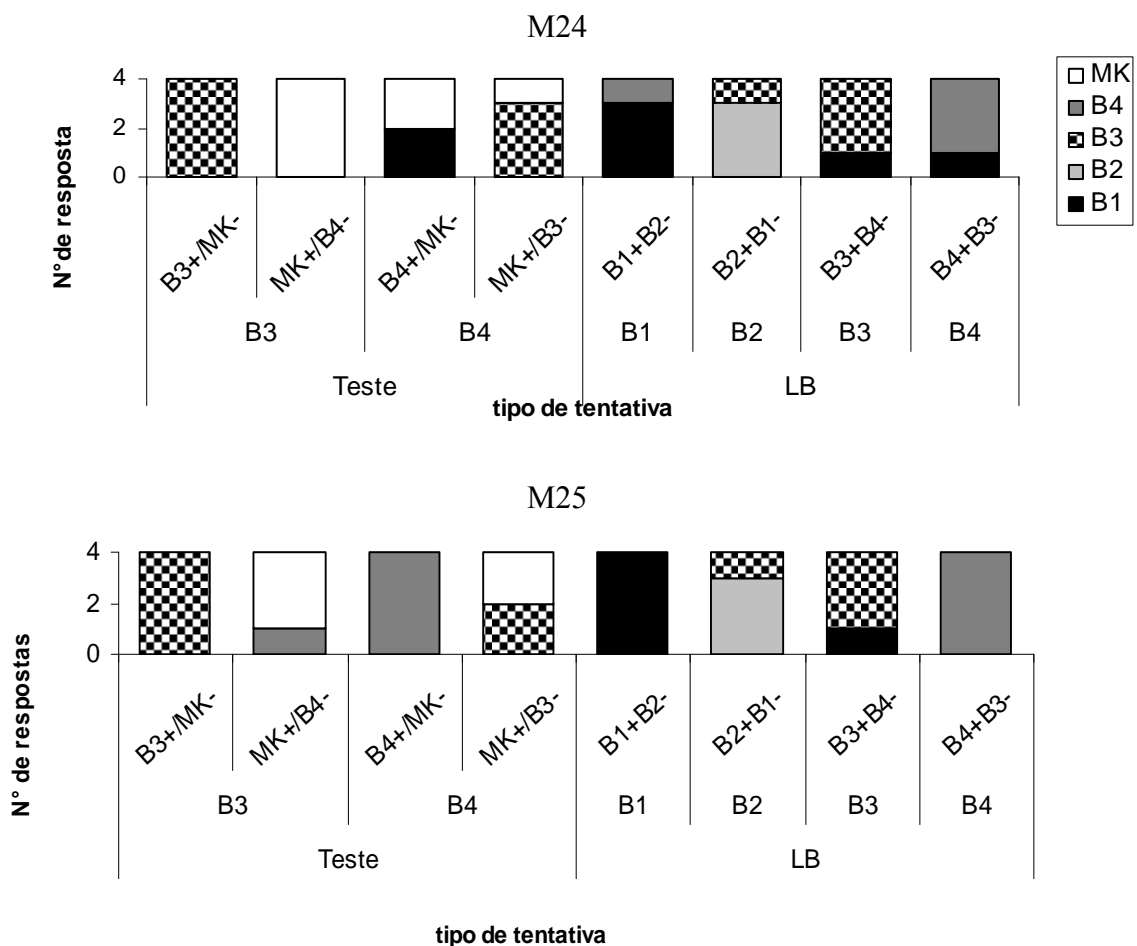 M24
4
2
0
N°de resposta
B3+/MK-
MK+/B4-
B4+/MK-
MK+/B3-
B1+B2-
B2+B1-
B3+B4-
B4+B3-
B3
B4
B1
B2
B3
B4
Teste
LB
tipo de tentativa
MK
B4
B3
B2
B1
M25
4
2
0
N° de respostas
B3+/MK-
MK+/B4-
B4+/MK-
MK+/B3-
B1+B2-
B2+B1-
B3+B4-
B4+B3-
B3
B4
B1
B2
B3
B4
Teste
LB
tipo de tentativa